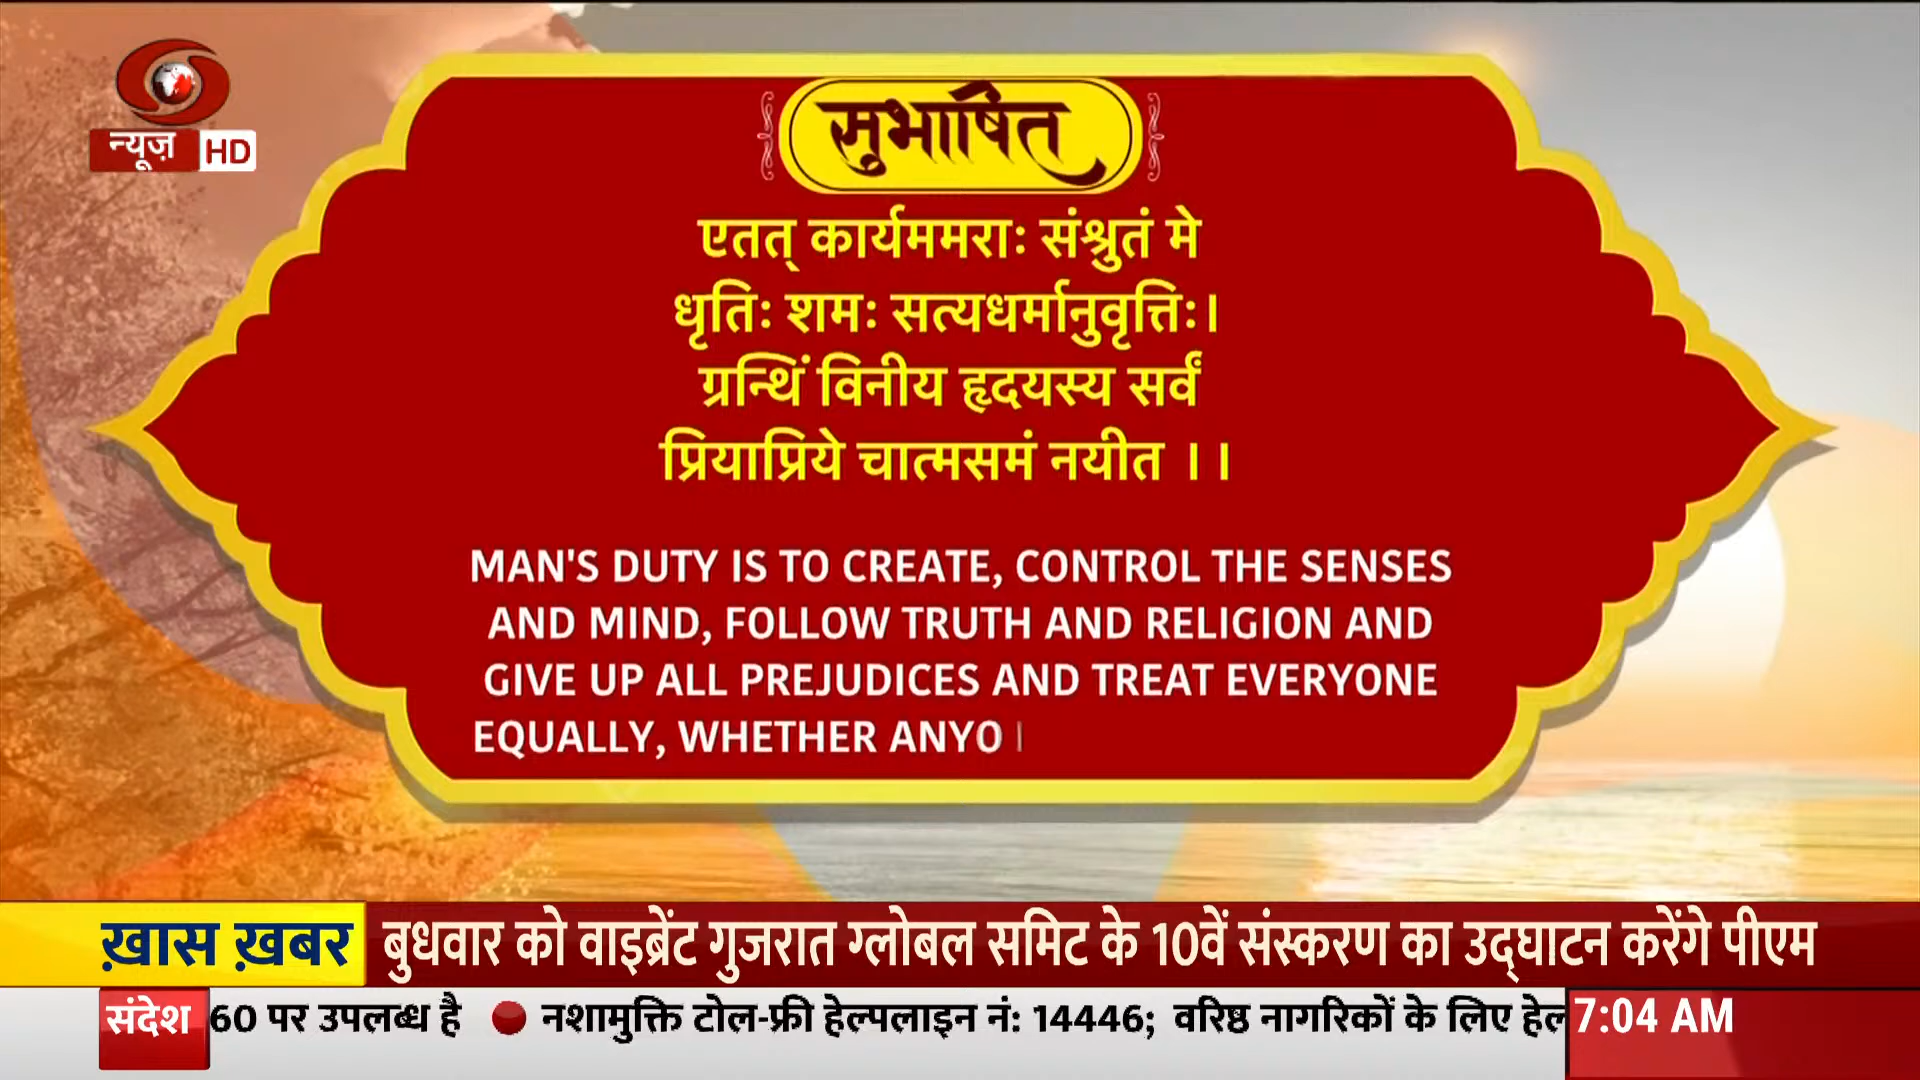 न्यूज़ HD
सुभाषित
एतत् कार्यममराः संश्रुतं मे
धृतिः शमः सत्यधर्मानुवृत्तिः।
ग्रन्थिं विनीय हृदयस्य सर्वं
प्रियाप्रिये चात्मसमं नयीत ।।
MAN'S DUTY IS TO CREATE, CONTROL THE SENSES
AND MIND, FOLLOW TRUTH AND RELIGION AND
GIVE UP ALL PREJUDICES AND TREAT EVERYONE
EQUALLY, WHETHER ANYO
ख़ास ख़बर बुधवार को वाइब्रेंट गुजरात ग्लोबल समिट के 10वें संस्करण का उद्घाटन करेंगे पीएम
संदेश 60 पर उपलब्ध है ● नशामुक्ति टोल-फ्री हेल्पलाइन नं: 14446; वरिष्ठ नागरिकों के लिए हेल 7:04 AM